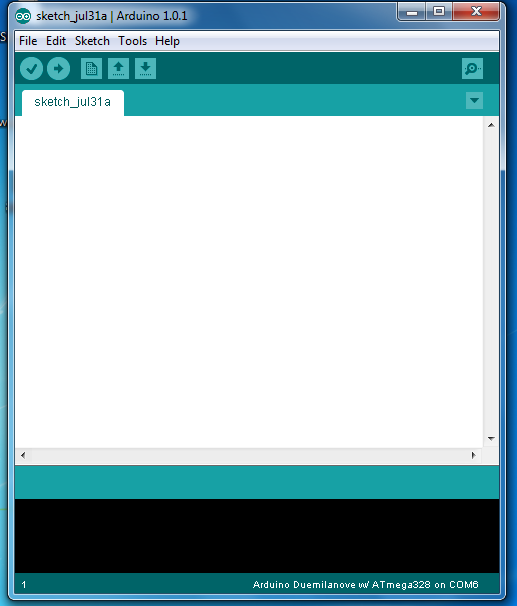 sketch_jul31a | Arduino 1.0.1
File Edit Sketch Tools Help
sketch_jul31a
1 Arduino Duemilanove w/ ATmega328 on COM6